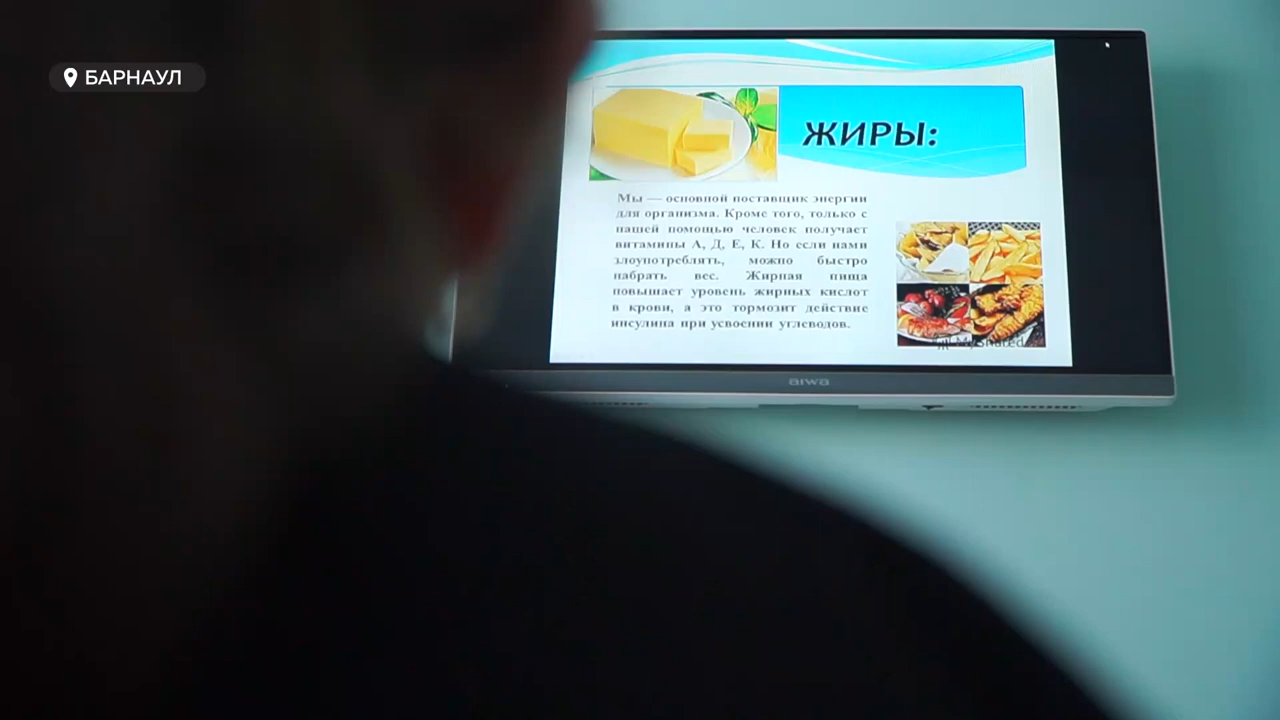 БАРНАУЛ
ЖИРЫ:
Мы — основной поставщик энергии
для организма. Кроме того, только с
нашей помощью человек получает
витамины А, Д, Е, К. Но если нами
злоупотреблять, можно быстро
набрать вес. Жирная пища
повышает уровень жирных кислот
в крови, а это тормозит действие
инсулина при усвоении углеводов.
MyShared
aiwa